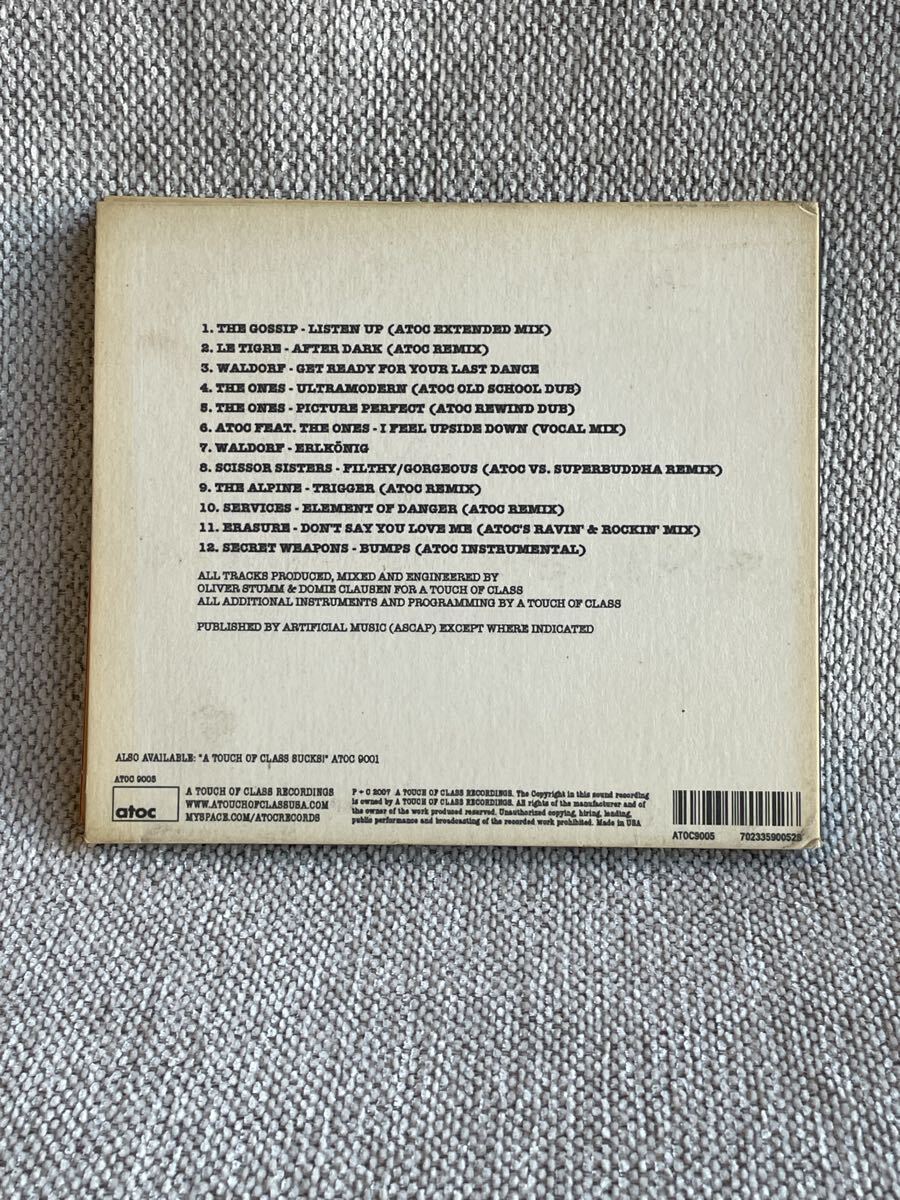 1. THE GOSSIP - LISTEN UP (ATOC EXTENDED MIX)
2. LE TIGRE - AFTER DARK (ATOC REMIX)
3. WALDORF - GET READY FOR YOUR LAST DANCE
4. THE ONES - ULTRAMODERN (ATOC OLD SCHOOL DUB)
5. THE ONES - PICTURE PERFECT (ATOC REWIND DUB)
6. ATOC FEAT. THE ONES - I FEEL UPSIDE DOWN (VOCAL MIX)
7. WALDORF - ERLKÖNIG
8. SCISSOR SISTERS - FILTHY/GORGEOUS (ATOC VS. SUPERBUDDHA REMIX)
9. THE ALPINE - TRIGGER (ATOC REMIX)
10. SERVICES - ELEMENT OF DANGER (ATOC REMIX)
11. ERASURE - DON'T SAY YOU LOVE ME (ATOC'S RAVIN' & ROCKIN' MIX)
12. SECRET WEAPONS - BUMPS (ATOC INSTRUMENTAL)
ALL TRACKS PRODUCED, MIXED AND ENGINEERED BY
OLIVER STUMM & DOMIE CLAUSEN FOR A TOUCH OF CLASS
ALL ADDITIONAL INSTRUMENTS AND PROGRAMMING BY A TOUCH OF CLASS
PUBLISHED BY ARTIFICIAL MUSIC (ASCAP) EXCEPT WHERE INDICATED
ALSO AVAILABLE: "A TOUCH OF CLASS SUCKS!" ATOC 9001
ATOC 9005
atoc
A TOUCH OF CLASS RECORDINGS
WWW.ATOUCHOFCLASSUSA.COM
MYSPACE.COM/ATOCRECORDS
P + C 2007 A TOUCH OF CLASS RECORDINGS. The Copyright in this sound recording
is owned by A TOUCH OF CLASS RECORDINGS. All rights of the manufacturer and of
the owner of the work produced reserved. Unauthorized copying, hiring, lending,
public performance and broadcasting of the recorded work prohibited. Made in USA
ATOC9005 702335900525